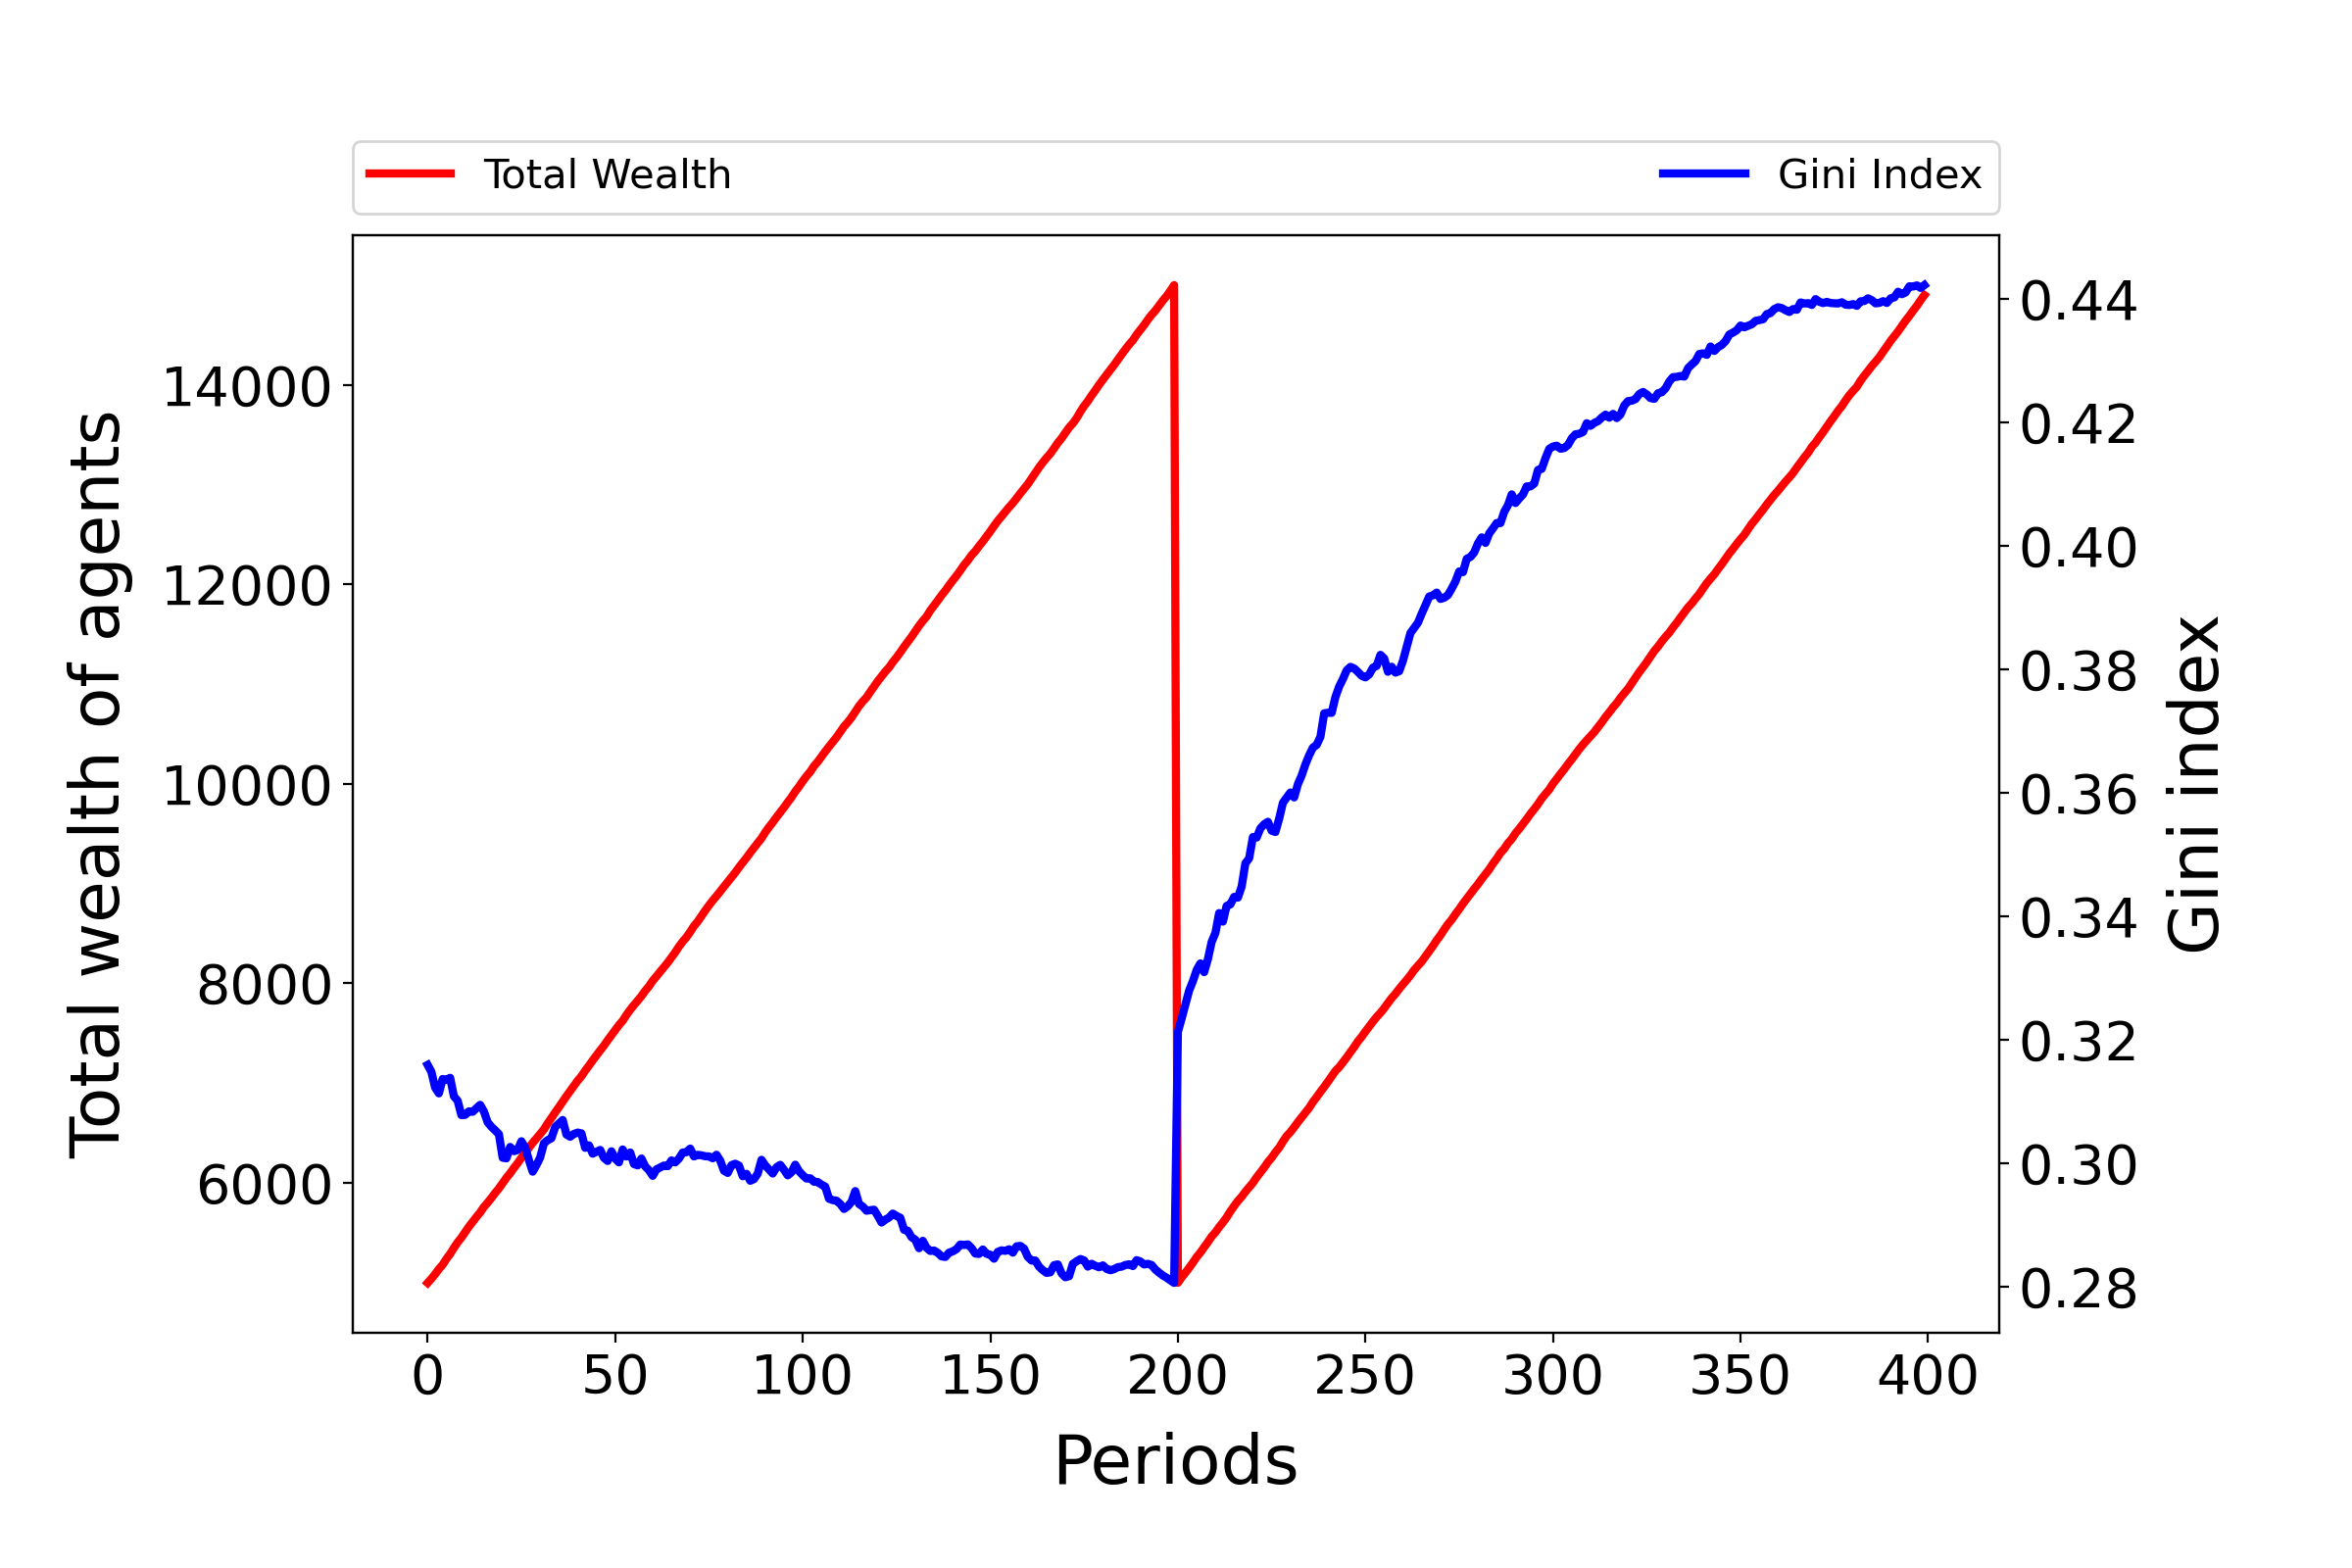 Total Wealth
Gini Index
Total wealth of agents
14000
12000
10000
8000
6000
0.44
0.42
0.40
0.38
0.36
0.34
0.32
0.30
0.28
Gini index
0 50 100 150 200 250 300 350 400
Periods